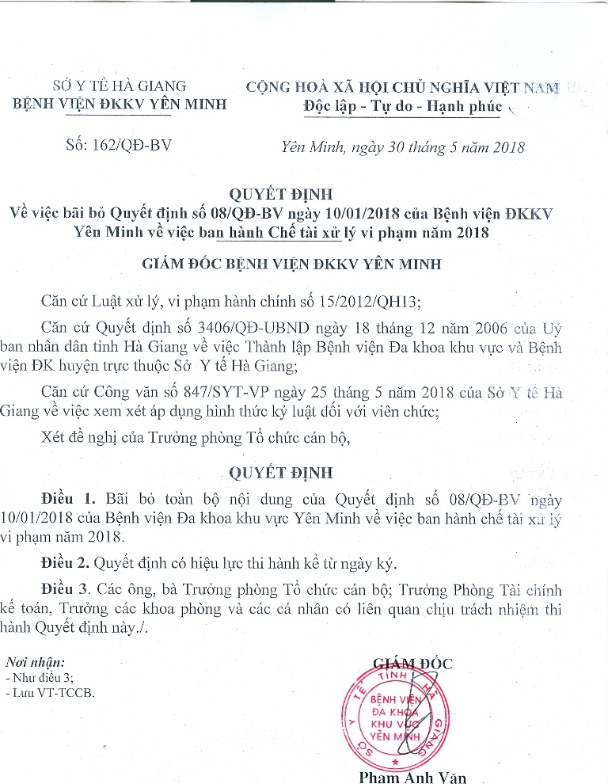 SỞ Y TẾ HÀ GIANG
BỆNH VIỆN ĐKKV YÊN MINH
CỘNG HOÀ XÃ HỘI CHỦ NGHĨA VIỆT NAM
Độc lập - Tự do - Hạnh phúc
Số: 162/QĐ-BV
Yên Minh, ngày 30 tháng 5 năm 2018
QUYẾT ĐỊNH
Về việc bãi bỏ Quyết định số 08/QĐ-BV ngày 10/01/2018 của Bệnh viện ĐKKV
Yên Minh về việc ban hành Chế tài xử lý vi phạm năm 2018
GIÁM ĐỐC BỆNH VIỆN ĐKKV YÊN MINH
Căn cứ Luật xử lý, vi phạm hành chính số 15/2012/QH13;
Căn cứ Quyết định số 3406/QĐ-UBND ngày 18 tháng 12 năm 2006 của Uỷ
ban nhân dân tỉnh Hà Giang về việc Thành lập Bệnh viện Đa khoa khu vực và Bệnh
viện ĐK huyện trực thuộc Sở Y tế Hà Giang;
Căn cứ Công văn số 847/SYT-VP ngày 25 tháng 5 năm 2018 của Sở Y tế Hà
Giang về việc xem xét áp dụng hình thức kỷ luật đối với viên chức;
Xét đề nghị của Trưởng phòng Tổ chức cán bộ,
QUYẾT ĐỊNH
Điều 1. Bãi bỏ toàn bộ nội dung của Quyết định số 08/QĐ-BV ngày
10/01/2018 của Bệnh viện Đa khoa khu vực Yên Minh về việc ban hành chế tài xử lý
vi phạm năm 2018.
Điều 2. Quyết định có hiệu lực thi hành kể từ ngày ký.
Điều 3. Các ông, bà Trưởng phòng Tổ chức cán bộ; Trưởng Phòng Tài chính
kế toán, Trưởng các khoa phòng và các cá nhân có liên quan chịu trách nhiệm thi
hành Quyết định này./.
Nơi nhận:
- Như điều 3;
- Lưu VT-TCCB.
GIÁM ĐỐC
SỞ Y TẾ TỈNH HÀ GIANG
BỆNH VIỆN
ĐA KHOA
KHU VỰC
YÊN MINH
Phạm Anh Văn